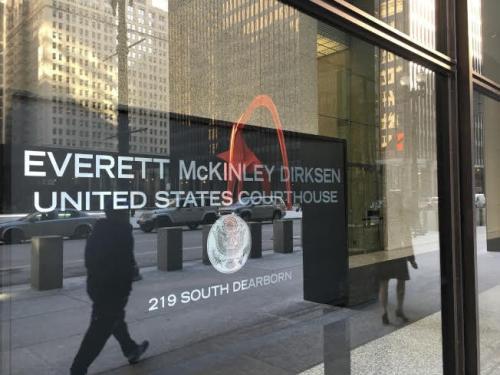 EVERETT McKINLEY DIRKSEN
UNITED STATES COURTHOUSE
219 SOUTH DEARBORN